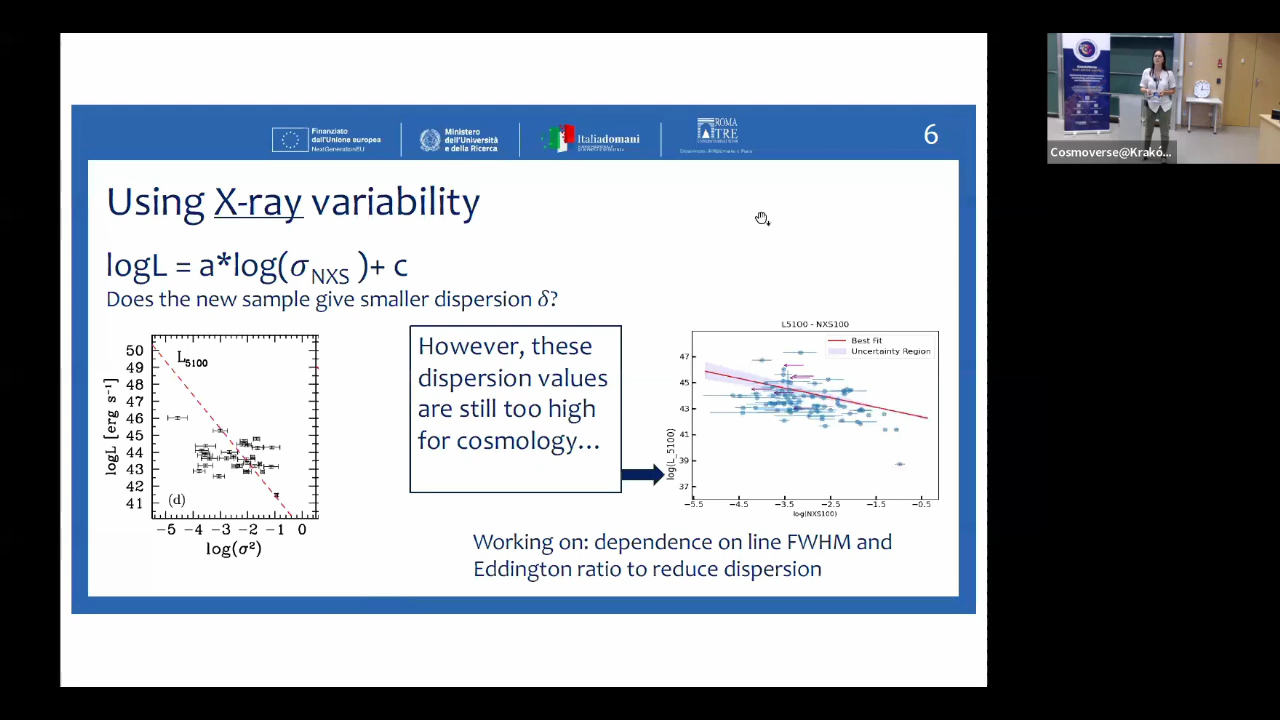 Finanziato
dall'Unione europea
NextGenerationEU
Ministero
dell'Università
e della Ricerca
Italiadomani
ROMA
TRE
6
Using X-ray variability
logL = a*log(σNXS )+ c
Does the new sample give smaller dispersion δ?
50
49
48
47
46
45
44
43
42
41
logL [erg s⁻¹]
L5100
(d)
−5 −4 −3 −2 −1 0
log(σ²)
However, these
dispersion values
are still too high
for cosmology...
L5100 - NXS100
Best Fit
Uncertainty Region
47
45
43
41
39
37
log(L_5100)
−5.5 −4.5 −3.5 −2.5 −1.5 −0.5
log(NXS100)
Working on: dependence on line FWHM and
Eddington ratio to reduce dispersion
Cosmoverse@Krakó...